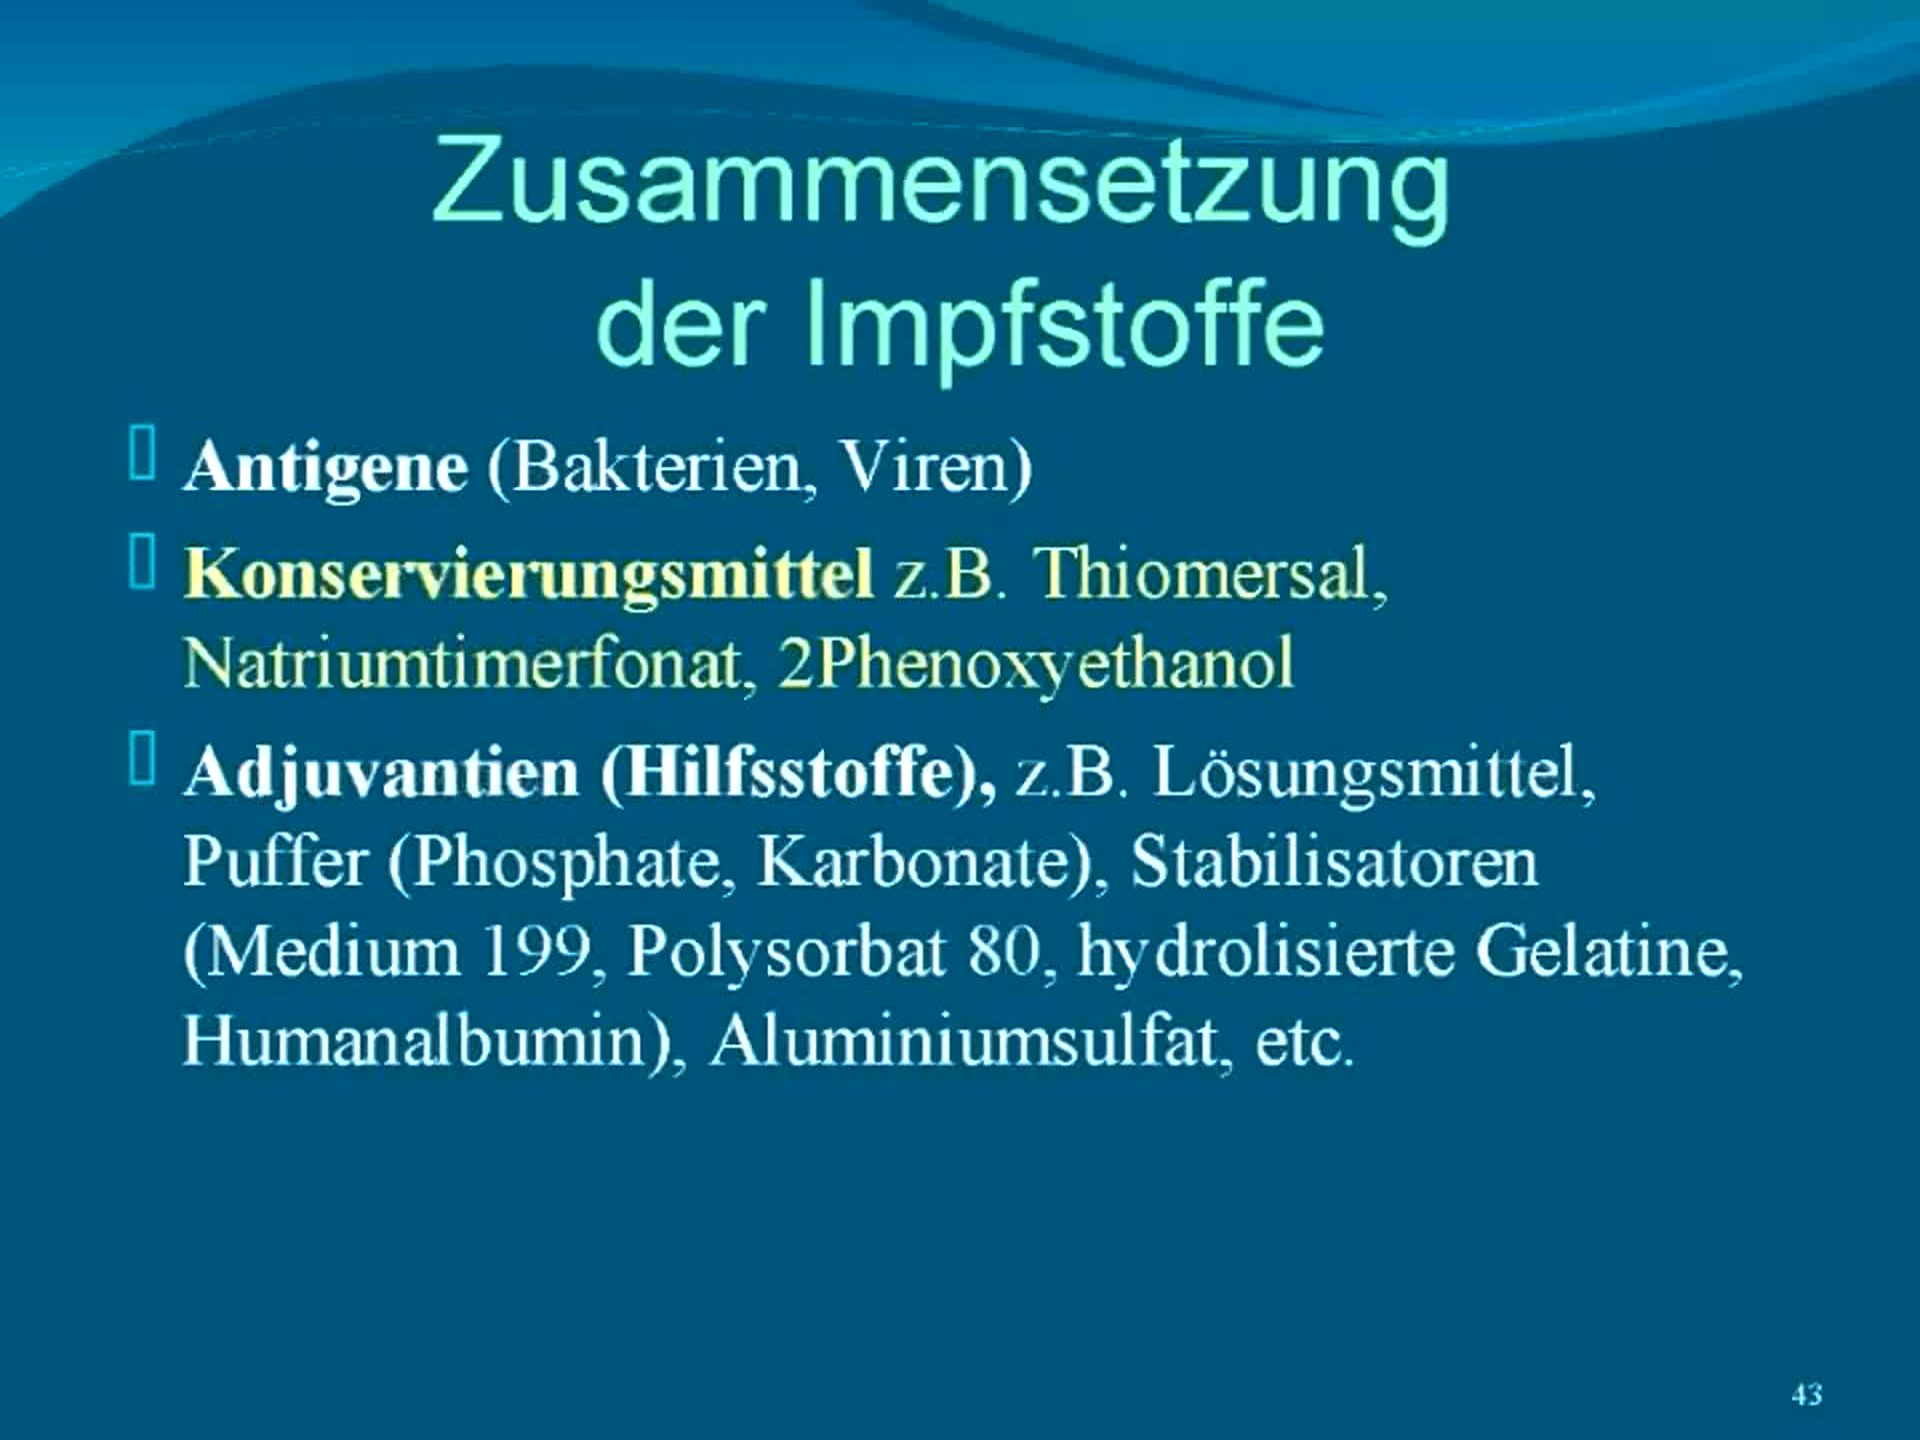 Zusammensetzung
der Impfstoffe
Antigene (Bakterien, Viren)
Konservierungsmittel z.B. Thiomersal,
Natriumtimerfonat, 2Phenoxyethanol
Adjuvantien (Hilfsstoffe), z.B. Lösungsmittel,
Puffer (Phosphate, Karbonate), Stabilisatoren
(Medium 199, Polysorbat 80, hydrolisierte Gelatine,
Humanalbumin), Aluminiumsulfat, etc.
43